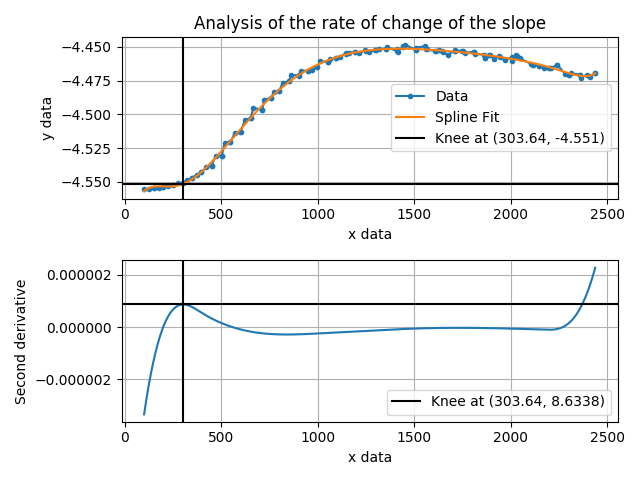 Analysis of the rate of change of the slope
−4.450
−4.475
−4.500
−4.525
−4.550
y data
Data
Spline Fit
Knee at (303.64, -4.551)
0 500 1000 1500 2000 2500
x data
0.000002
0.000000
−0.000002
Second derivative
Knee at (303.64, 8.6338)
0 500 1000 1500 2000 2500
x data